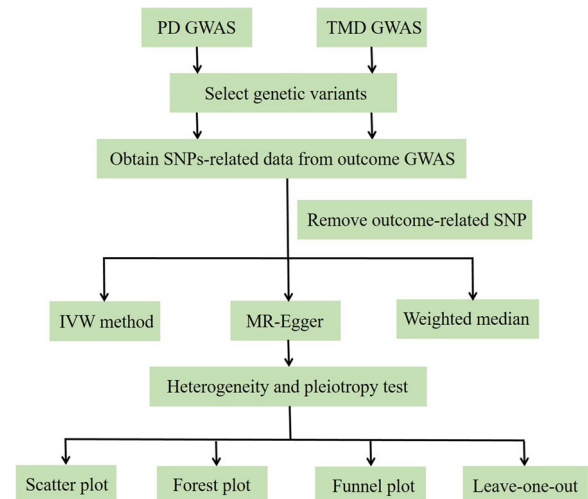 PD GWAS
TMD GWAS
Select genetic variants
Obtain SNPs-related data from outcome GWAS
Remove outcome-related SNP
IVW method
MR-Egger
Weighted median
Heterogeneity and pleiotropy test
Scatter plot
Forest plot
Funnel plot
Leave-one-out